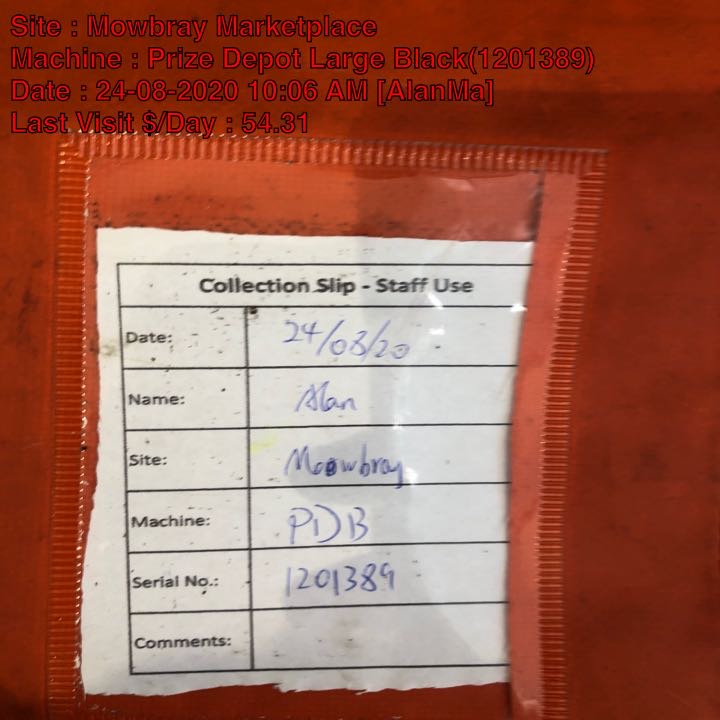 Site : Mowbray Marketplace
Machine : Prize Depot Large Black(1201389)
Date : 24-08-2020 10:06 AM [AlanMa]
Last Visit $/Day : 54.31
Collection Slip - Staff Use
Date: 24/08/20
Name: Alan
Site: Moowbray
Machine: PDB
Serial No.: 1201389
Comments: